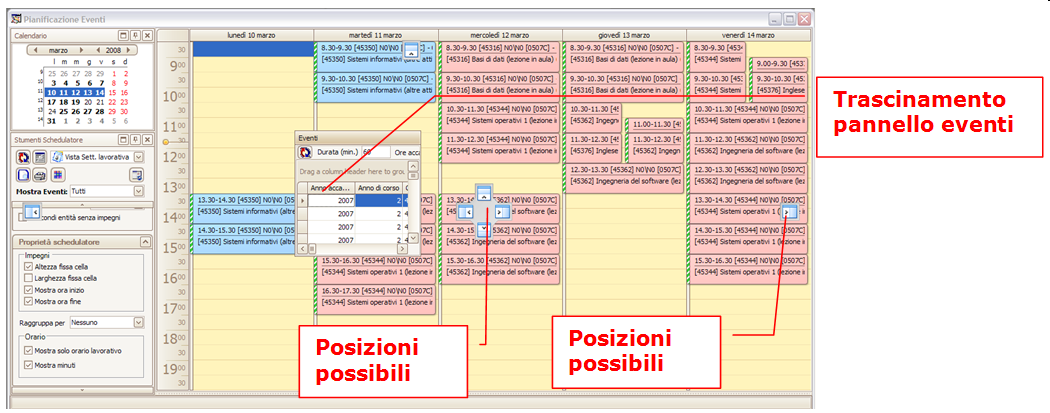 Pianificazione Eventi
Calendario
marzo 2008
l m m g v s d
9 25 26 27 28 29 1 2
10 3 4 5 6 7 8 9
11 10 11 12 13 14 15 16
12 17 18 19 20 21 22 23
13 24 25 26 27 28 29 30
14 31 1 2 3 4 5 6
Stumenti Schedulatore
Vista Sett. lavorativa
Mostra Eventi: Tutti
condi entità senza impegni
Proprietà schedulatore
Impegni
Altezza fissa cella
Larghezza fissa cella
Mostra ora inizio
Mostra ora fine
Raggruppa per Nessuno
Orario
Mostra solo orario lavorativo
Mostra minuti
30
9 00
30
10 00
30
11 00
30
12 00
30
13 00
30
14 00
30
15 00
30
16 00
30
17 00
30
18 00
30
19 00
30
lunedì 10 marzo
13.30-14.30 [45350] N0\N0 [0507C]
[45350] Sistemi informativi (altre
14.30-15.30 [45350] N0\N0 [0507C]
[45350] Sistemi informativi (altre
martedì 11 marzo
8.30-9.30 [45350] N0\N0 [0507C]
[45350] Sistemi informativi (altre atti
9.30-10.30 [45350] N0\N0 [0507C]
[45350] Sistemi informativi (altre atti
15.30-16.30 [45344] N0\N0 [0507C]
[45344] Sistemi operativi 1 (lezione ir
16.30-17.30 [45344] N0\N0 [0507C]
[45344] Sistemi operativi 1 (lezione ir
Eventi
Durata (min.) 60 Ore acca
Drag a column header here to grou
Anno acca... Anno di corso
2007 2 4
2007 2 4
2007 2 4
2007 2 4
mercoledì 12 marzo
8.30-9.30 [45316] N0\N0 [0507C] -
[45316] Basi di dati (lezione in aula) -
9.30-10.30 [45316] N0\N0 [0507C]
[45316] Basi di dati (lezione in aula) -
10.30-11.30 [45344] N0\N0 [0507C]
[45344] Sistemi operativi 1 (lezione ir
11.30-12.30 [45344] N0\N0 [0507C]
[45344] Sistemi operativi 1 (lezione ir
13.30-14.30 [45362] N0\N0 [0507C]
14.30-15.30 [45362] N0\N0 [0507C]
[45362] Ingegneria del software (lez
15.30-16.30 [45362] N0\N0 [0507C]
[45362] Ingegneria del software (lez
giovedì 13 marzo
8.30-9.30 [45316] N0\N0 [0507C] -
[45316] Basi di dati (lezione in aula) -
9.30-10.30 [45316] N0\N0 [0507C]
[45316] Basi di dati (lezione in aula) -
10.30-11.30 [45
[45362] Ingegn
11.00-11.30 [45
[45376] Inglese
11.30-12.30 [45
[45362] Ingegn
12.30-13.30 [45362] N0\N0 [0507C]
[45362] Ingegneria del software (lez
venerdì 14 marzo
8.30-9.30 [4534
[45344] Sistem
9.00-9.30 [453
9.30-10.30 [45
[45344] Sistem
9.30-10.30 [45
[45376] Inglese
10.30-11.30 [45344] N0\N0 [0507C]
[45344] Sistemi operativi 1 (lezione ir
11.30-12.30 [45362] N0\N0 [0507C]
[45362] Ingegneria del software (lez
12.30-13.30 [45362] N0\N0 [0507C]
[45362] Ingegneria del software (lez
13.30-14.30 [45344] N0\N0 [0507C]
[45344] Sistemi operativi
14.30-15.30 [45344] N0\N0 [0507C]
[45344] Sistemi operativi 1 (lezione ir
15.30-16.30 [45344] N0\N0 [0507C]
[45344] Sistemi operativi 1 (lezione ir
Trascinamento
pannello eventi
Posizioni
possibili
Posizioni
possibili